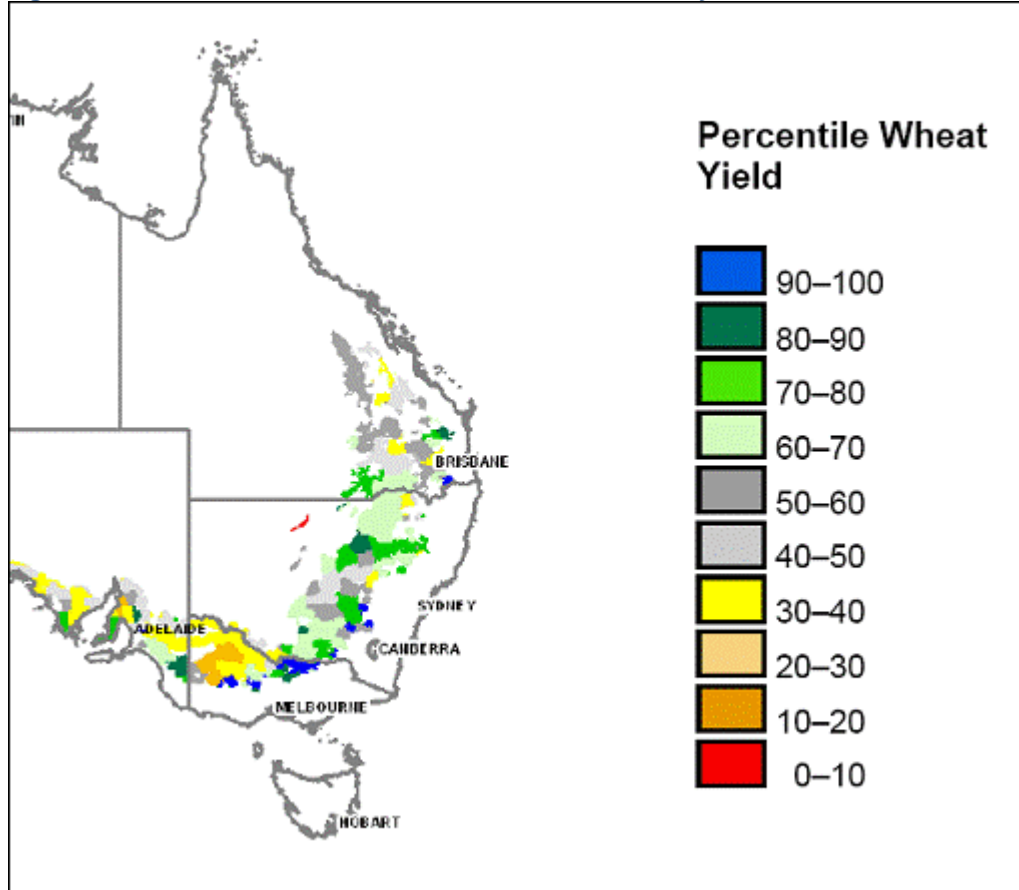 Percentile Wheat
Yield
90–100
80–90
70–80
60–70
50–60
40–50
30–40
20–30
10–20
0–10
BRISBANE
SYDNEY
ADELAIDE
CANBERRA
MELBOURNE
HOBART